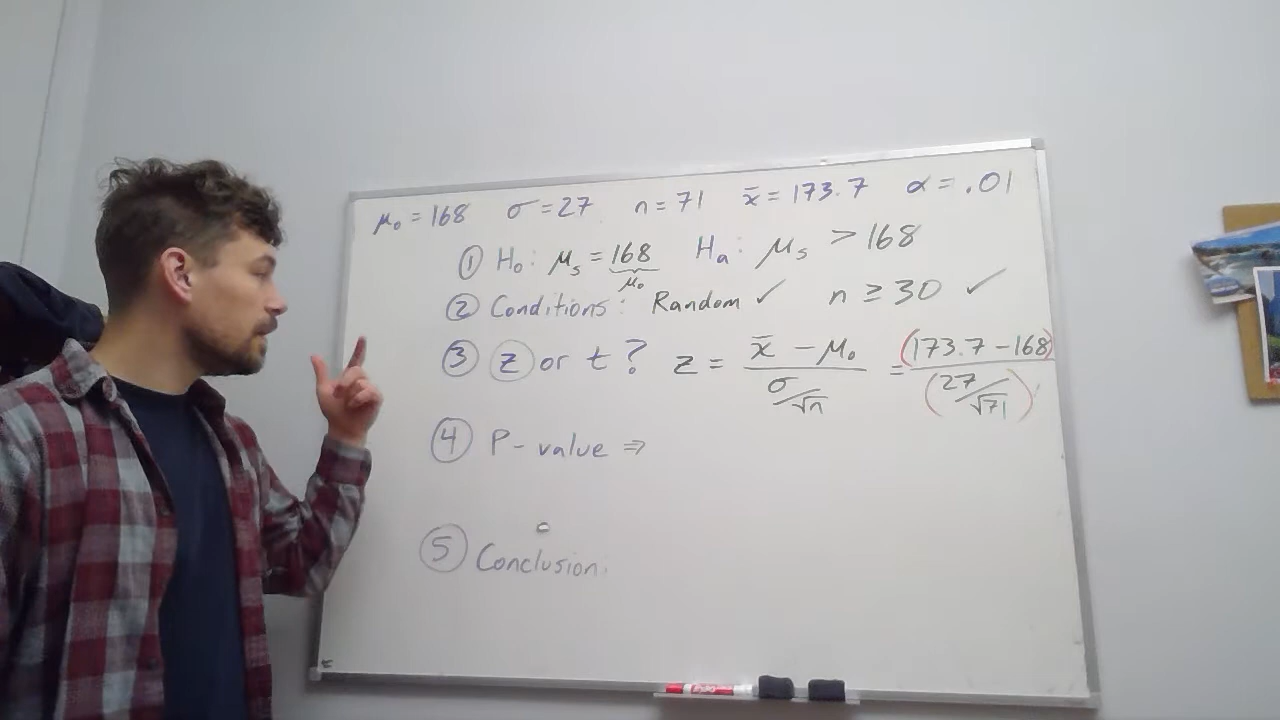 μ₀ = 168 σ = 27 n = 71 x̄ = 173.7 α = .01
① H₀: μₛ = 168 Hₐ: μₛ > 168
μ₀
② Conditions: Random ✓ n ≥ 30 ✓
③ z or t ? z = (x̄ - μ₀)/(σ/√n) = (173.7 - 168)/(27/√71)
④ P-value ⇒
⑤ Conclusion: